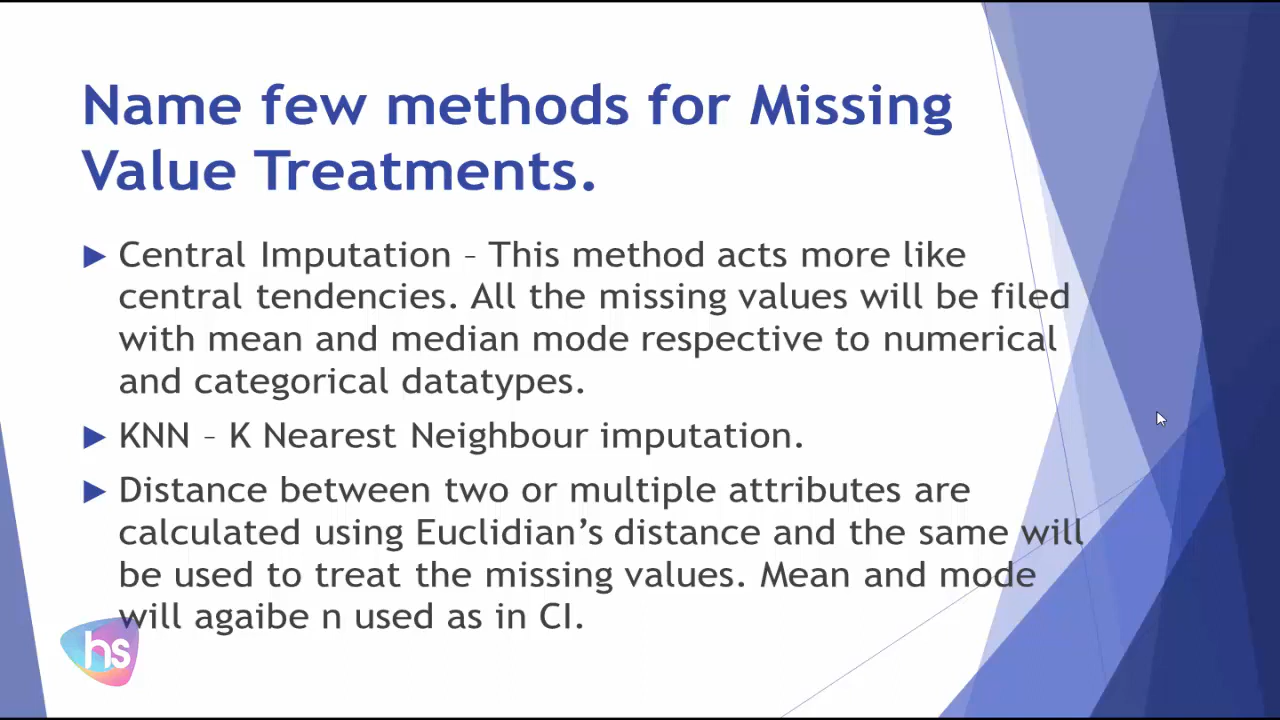 Name few methods for Missing
Value Treatments.
Central Imputation – This method acts more like
central tendencies. All the missing values will be filed
with mean and median mode respective to numerical
and categorical datatypes.
KNN – K Nearest Neighbour imputation.
Distance between two or multiple attributes are
calculated using Euclidian’s distance and the same will
be used to treat the missing values. Mean and mode
will agaibe n used as in CI.
hs